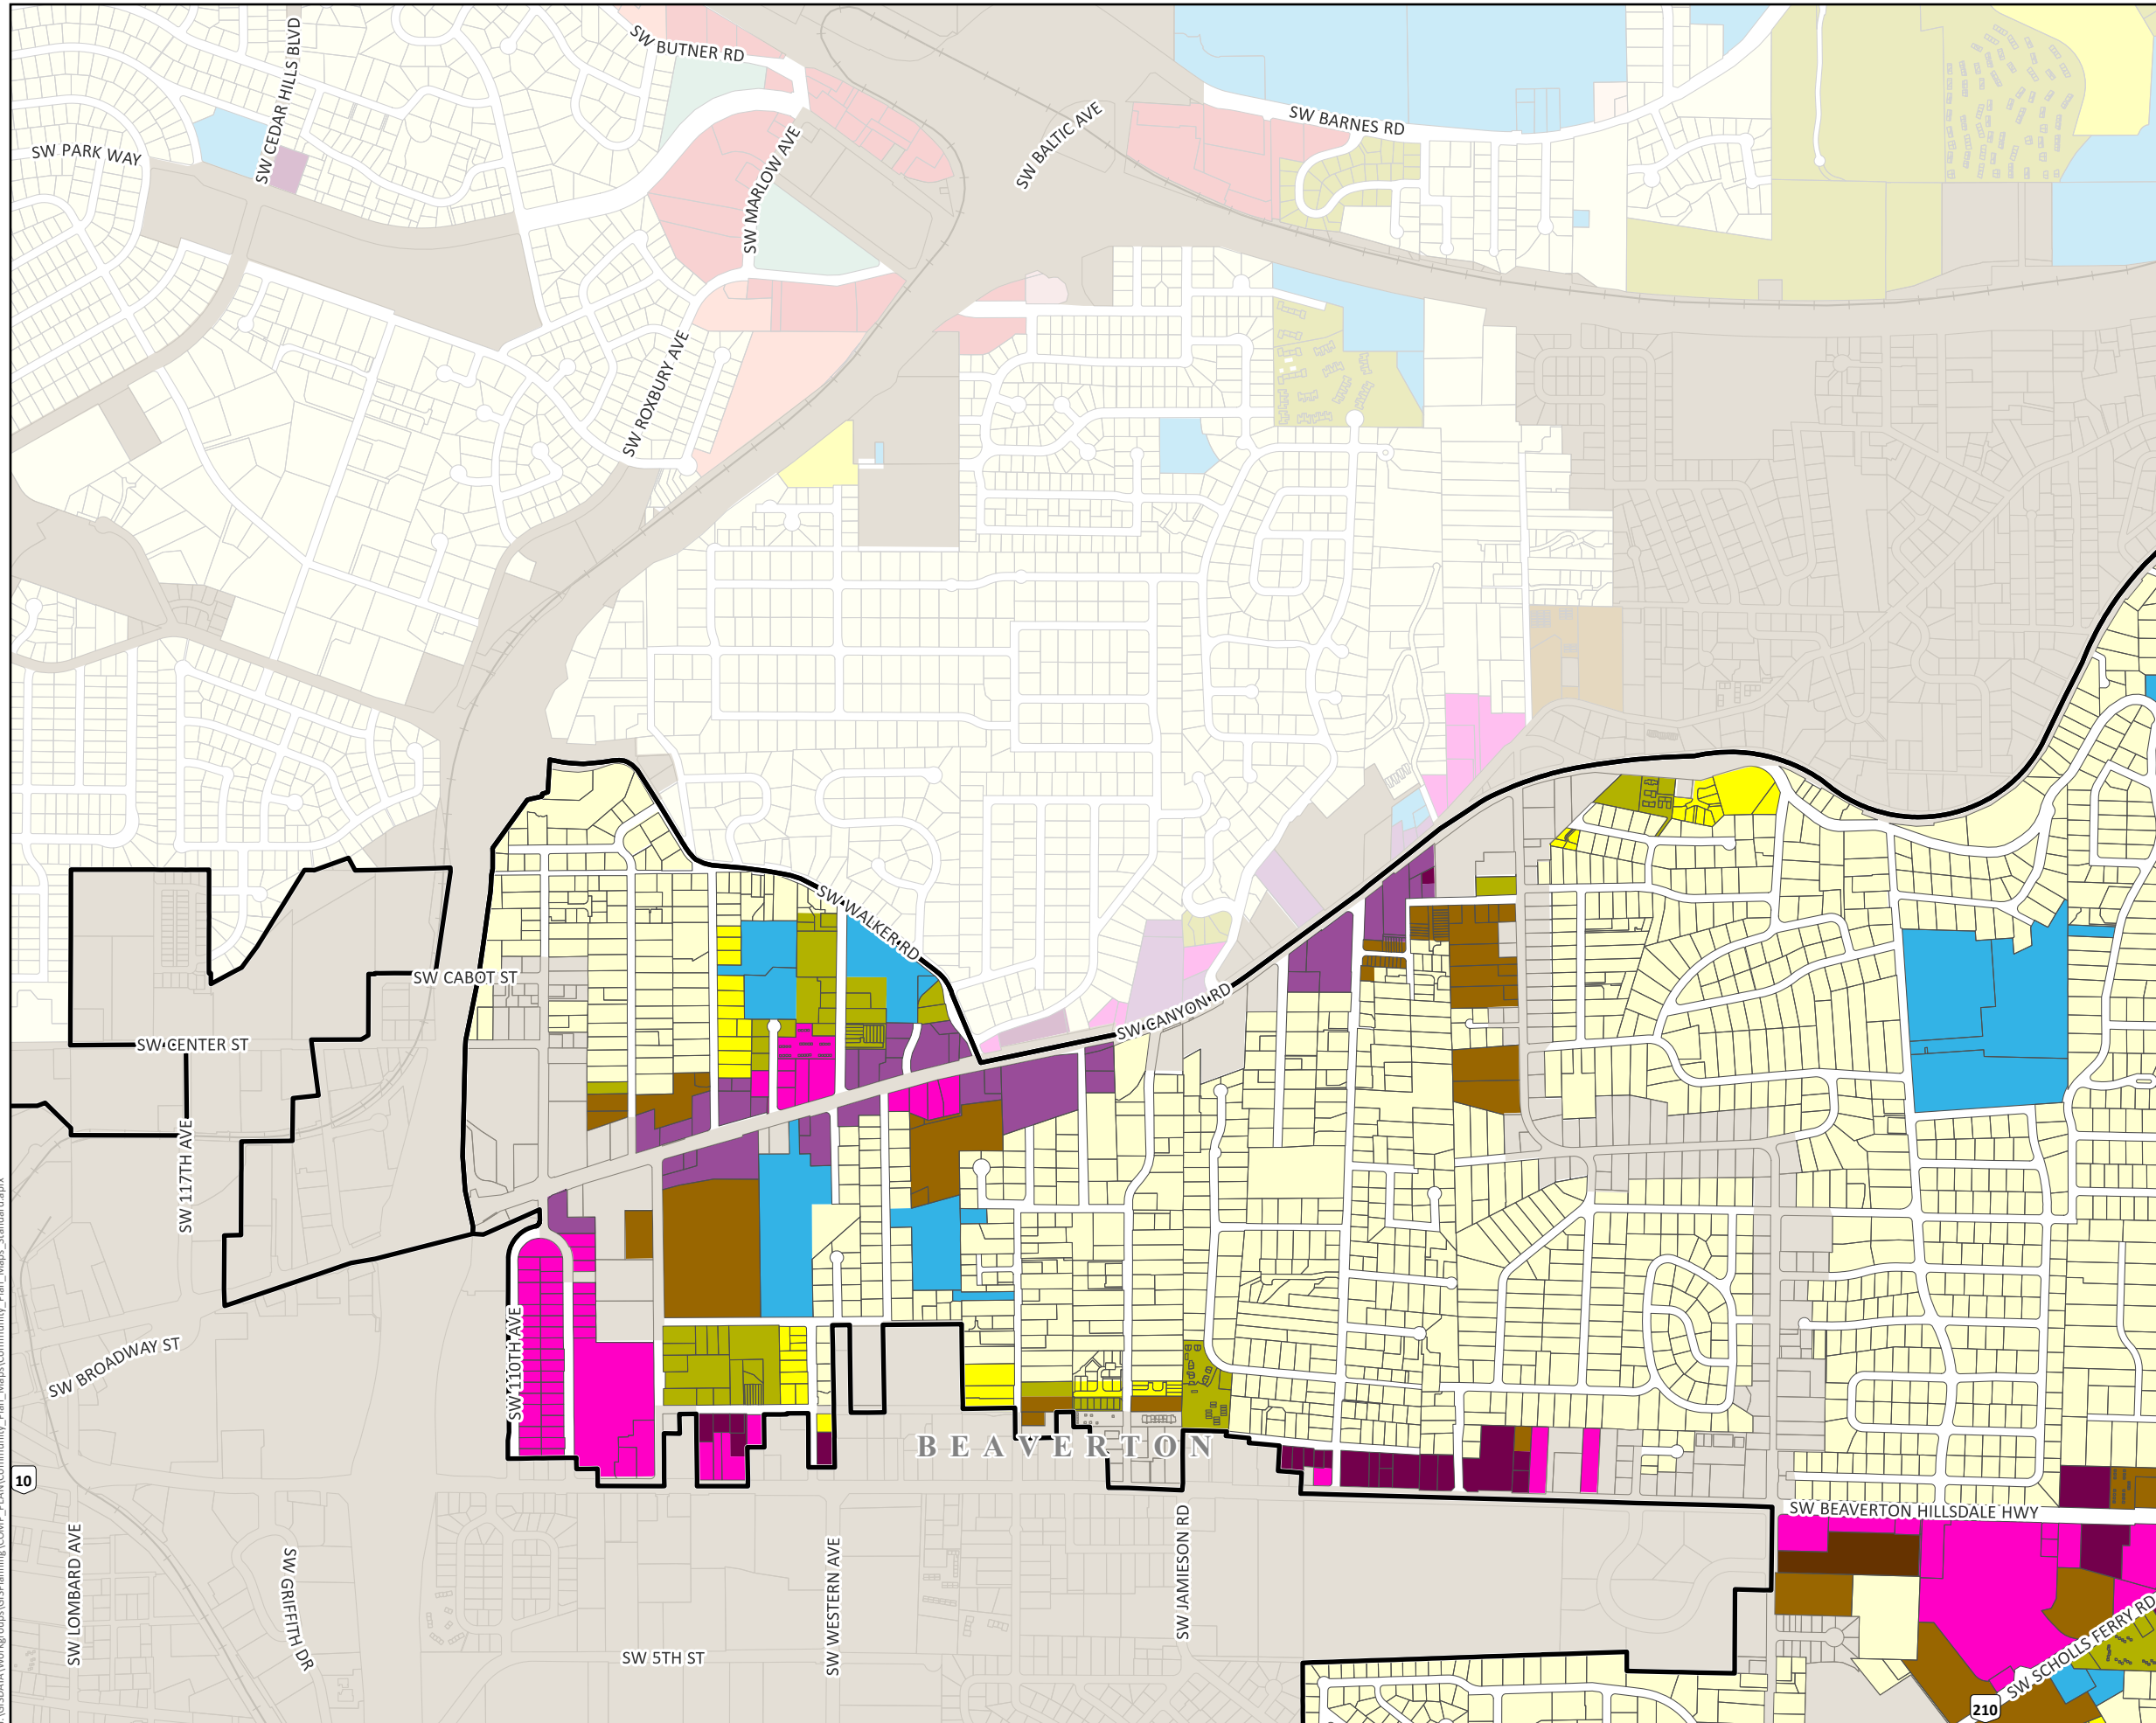 SW BUTNER RD
SW CEDAR HILLS BLVD
SW PARK WAY
SW MARLOW AVE
SW BALTIC AVE
SW BARNES RD
SW ROXBURY AVE
SW WALKER RD
SW CABOT ST
SW CANYON RD
SW CENTER ST
SW 117TH AVE
SW BROADWAY ST
SW 110TH AVE
BEAVERTON
10
SW BEAVERTON HILLSDALE HWY
SW LOMBARD AVE
SW GRIFFITH DR
SW WESTERN AVE
SW JAMIESON RD
SW 5TH ST
SW SCHOLLS FERRY RD
210